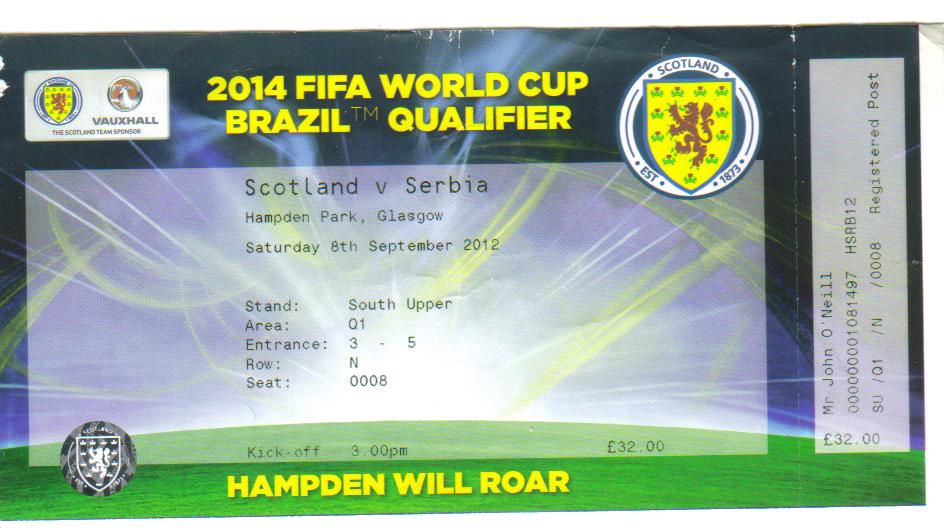 2014 FIFA WORLD CUP
BRAZIL™ QUALIFIER
VAUXHALL
THE SCOTLAND TEAM SPONSOR
SCOTLAND
EST 1873
Scotland v Serbia
Hampden Park, Glasgow
Saturday 8th September 2012
Stand: South Upper
Area: Q1
Entrance: 3 - 5
Row: N
Seat: 0008
Kick-off 3.00pm £32.00
SCOTLAND
HAMPDEN WILL ROAR
Mr John O'Neill
0000000001081497 HSRB12
SU /Q1 /N /0008 Registered Post
£32.00